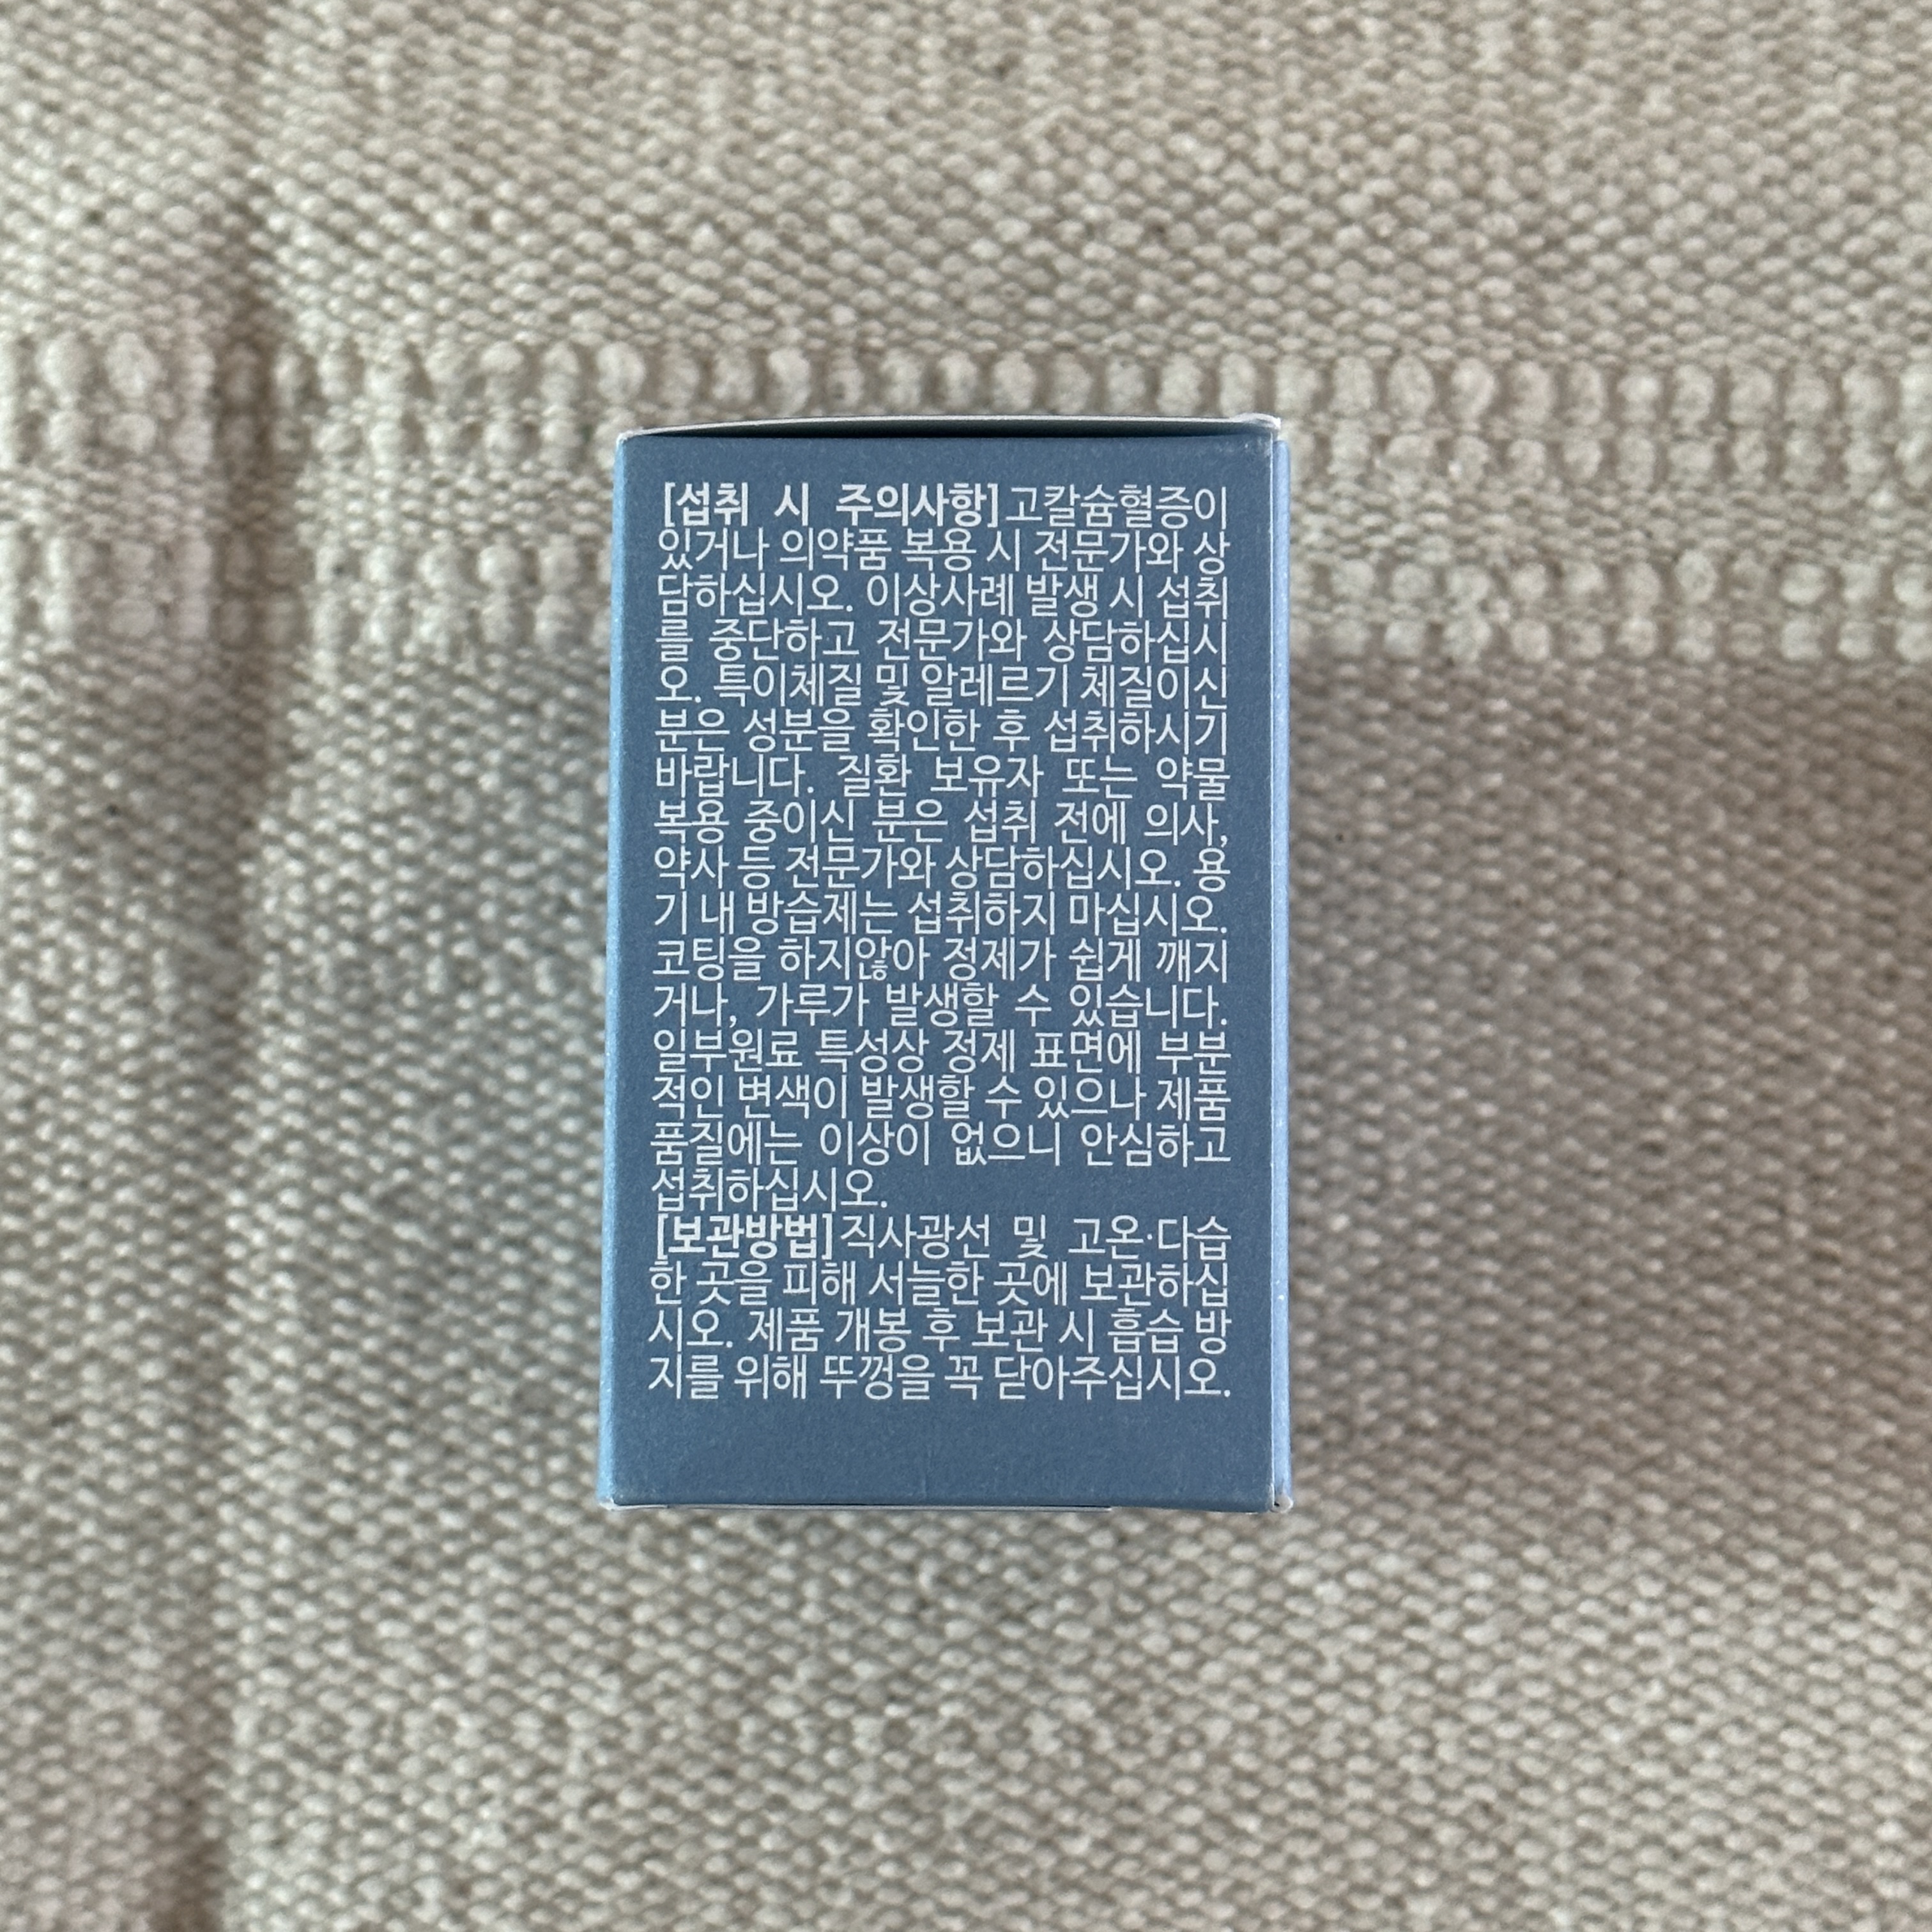 [섭취 시 주의사항] 고칼슘혈증이
있거나 의약품 복용 시 전문가와 상
담하십시오. 이상사례 발생 시 섭취
를 중단하고 전문가와 상담하십시
오. 특이체질 및 알레르기 체질이신
분은 성분을 확인한 후 섭취하시기
바랍니다. 질환 보유자 또는 약물
복용 중이신 분은 섭취 전에 의사,
약사 등 전문가와 상담하십시오. 용
기 내 방습제는 섭취하지 마십시오.
코팅을 하지않아 정제가 쉽게 깨지
거나, 가루가 발생할 수 있습니다.
일부원료 특성상 정제 표면에 부분
적인 변색이 발생할 수 있으나 제품
품질에는 이상이 없으니 안심하고
섭취하십시오.
[보관방법] 직사광선 및 고온·다습
한 곳을 피해 서늘한 곳에 보관하십
시오. 제품 개봉 후 보관 시 흡습 방
지를 위해 뚜껑을 꼭 닫아주십시오.